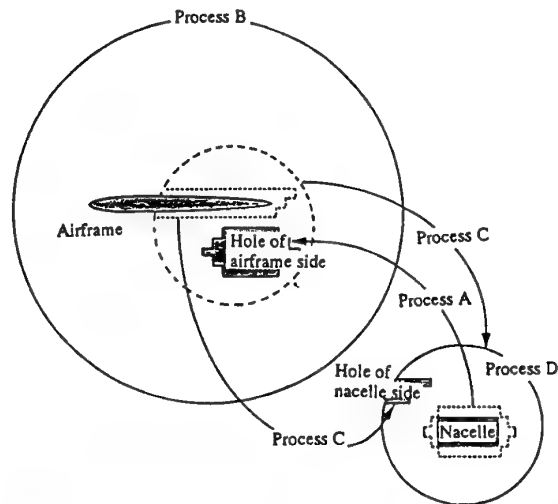 Process B
Airframe
Hole of
airframe side
Process C
Process A
Hole of
nacelle side
Process D
Process C
Nacelle